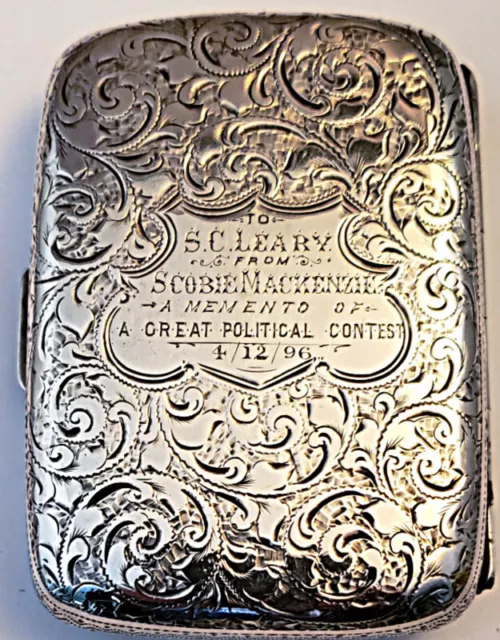 TO
S.C. LEARY
FROM
SCOBIE MACKENZIE
A MEMENTO OF
A GREAT POLITICAL CONTEST
4/12/96